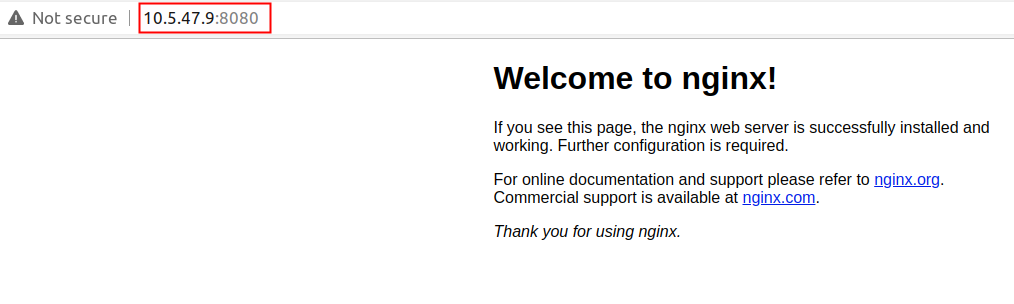 Not secure | 10.5.47.9:8080
Welcome to nginx!
If you see this page, the nginx web server is successfully installed and
working. Further configuration is required.
For online documentation and support please refer to nginx.org.
Commercial support is available at nginx.com.
Thank you for using nginx.